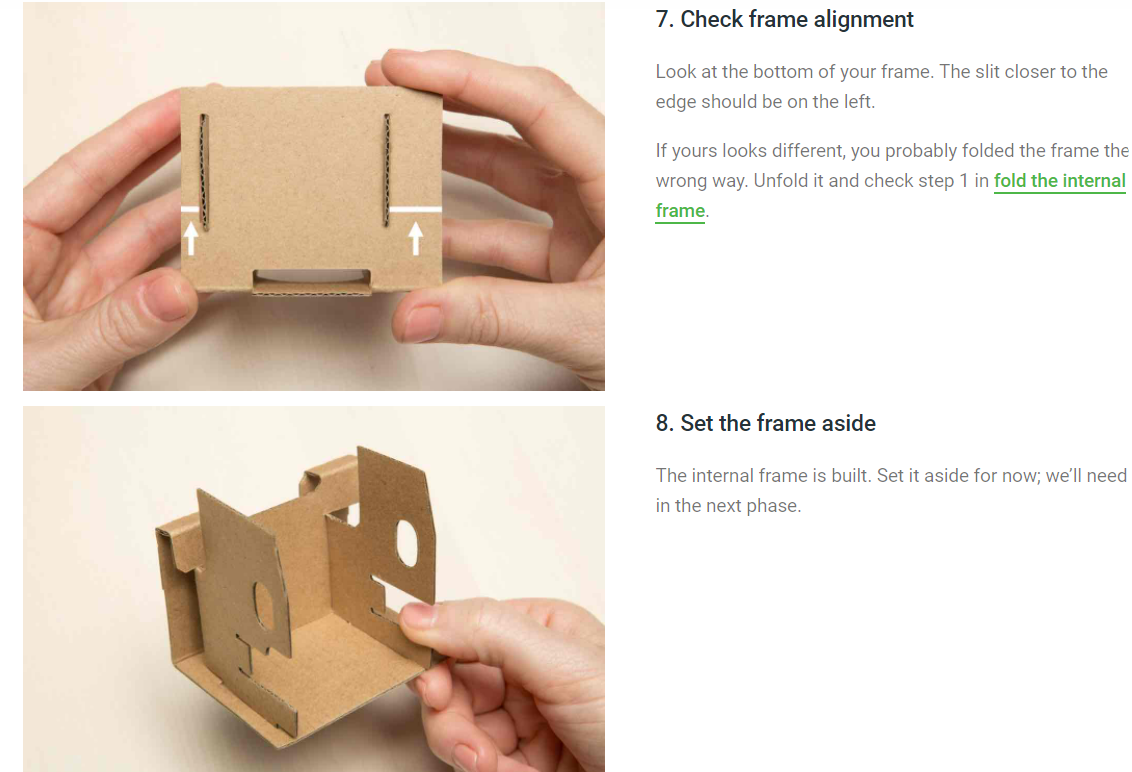 7. Check frame alignment
Look at the bottom of your frame. The slit closer to the
edge should be on the left.
If yours looks different, you probably folded the frame the
wrong way. Unfold it and check step 1 in fold the internal
frame.
8. Set the frame aside
The internal frame is built. Set it aside for now; we’ll need
in the next phase.